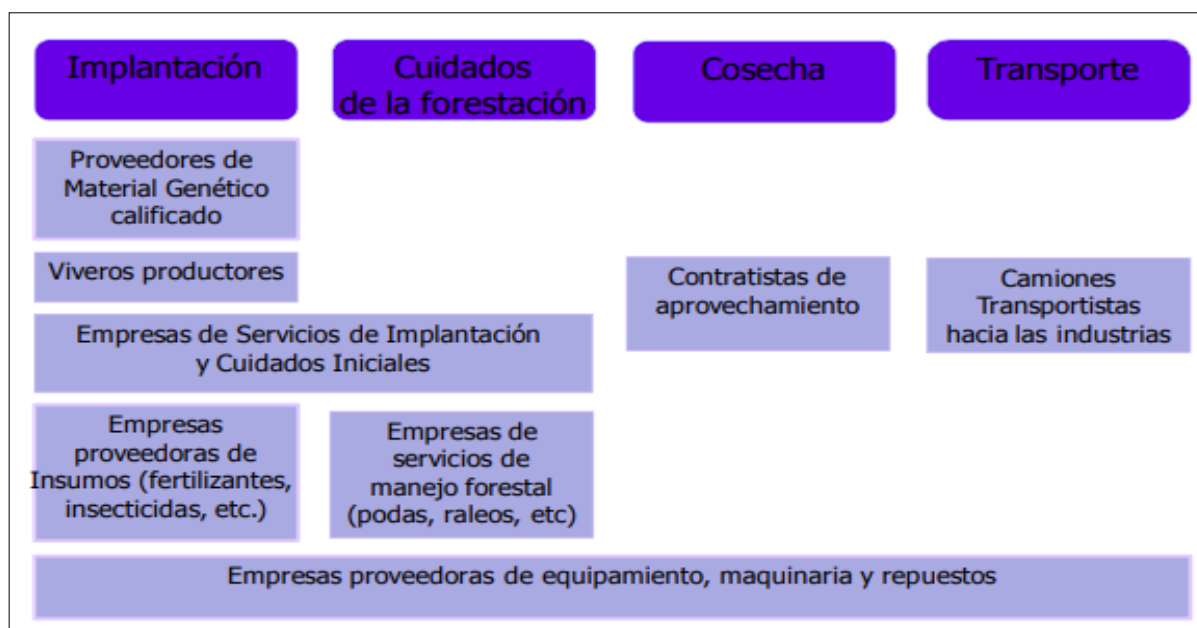 Implantación
Cuidados
de la forestación
Cosecha
Transporte
Proveedores de
Material Genético
calificado
Viveros productores
Contratistas de
aprovechamiento
Camiones
Transportistas
hacia las industrias
Empresas de Servicios de Implantación
y Cuidados Iniciales
Empresas
proveedoras de
Insumos (fertilizantes,
insecticidas, etc.)
Empresas de
servicios de
manejo forestal
(podas, raleos, etc)
Empresas proveedoras de equipamiento, maquinaria y repuestos